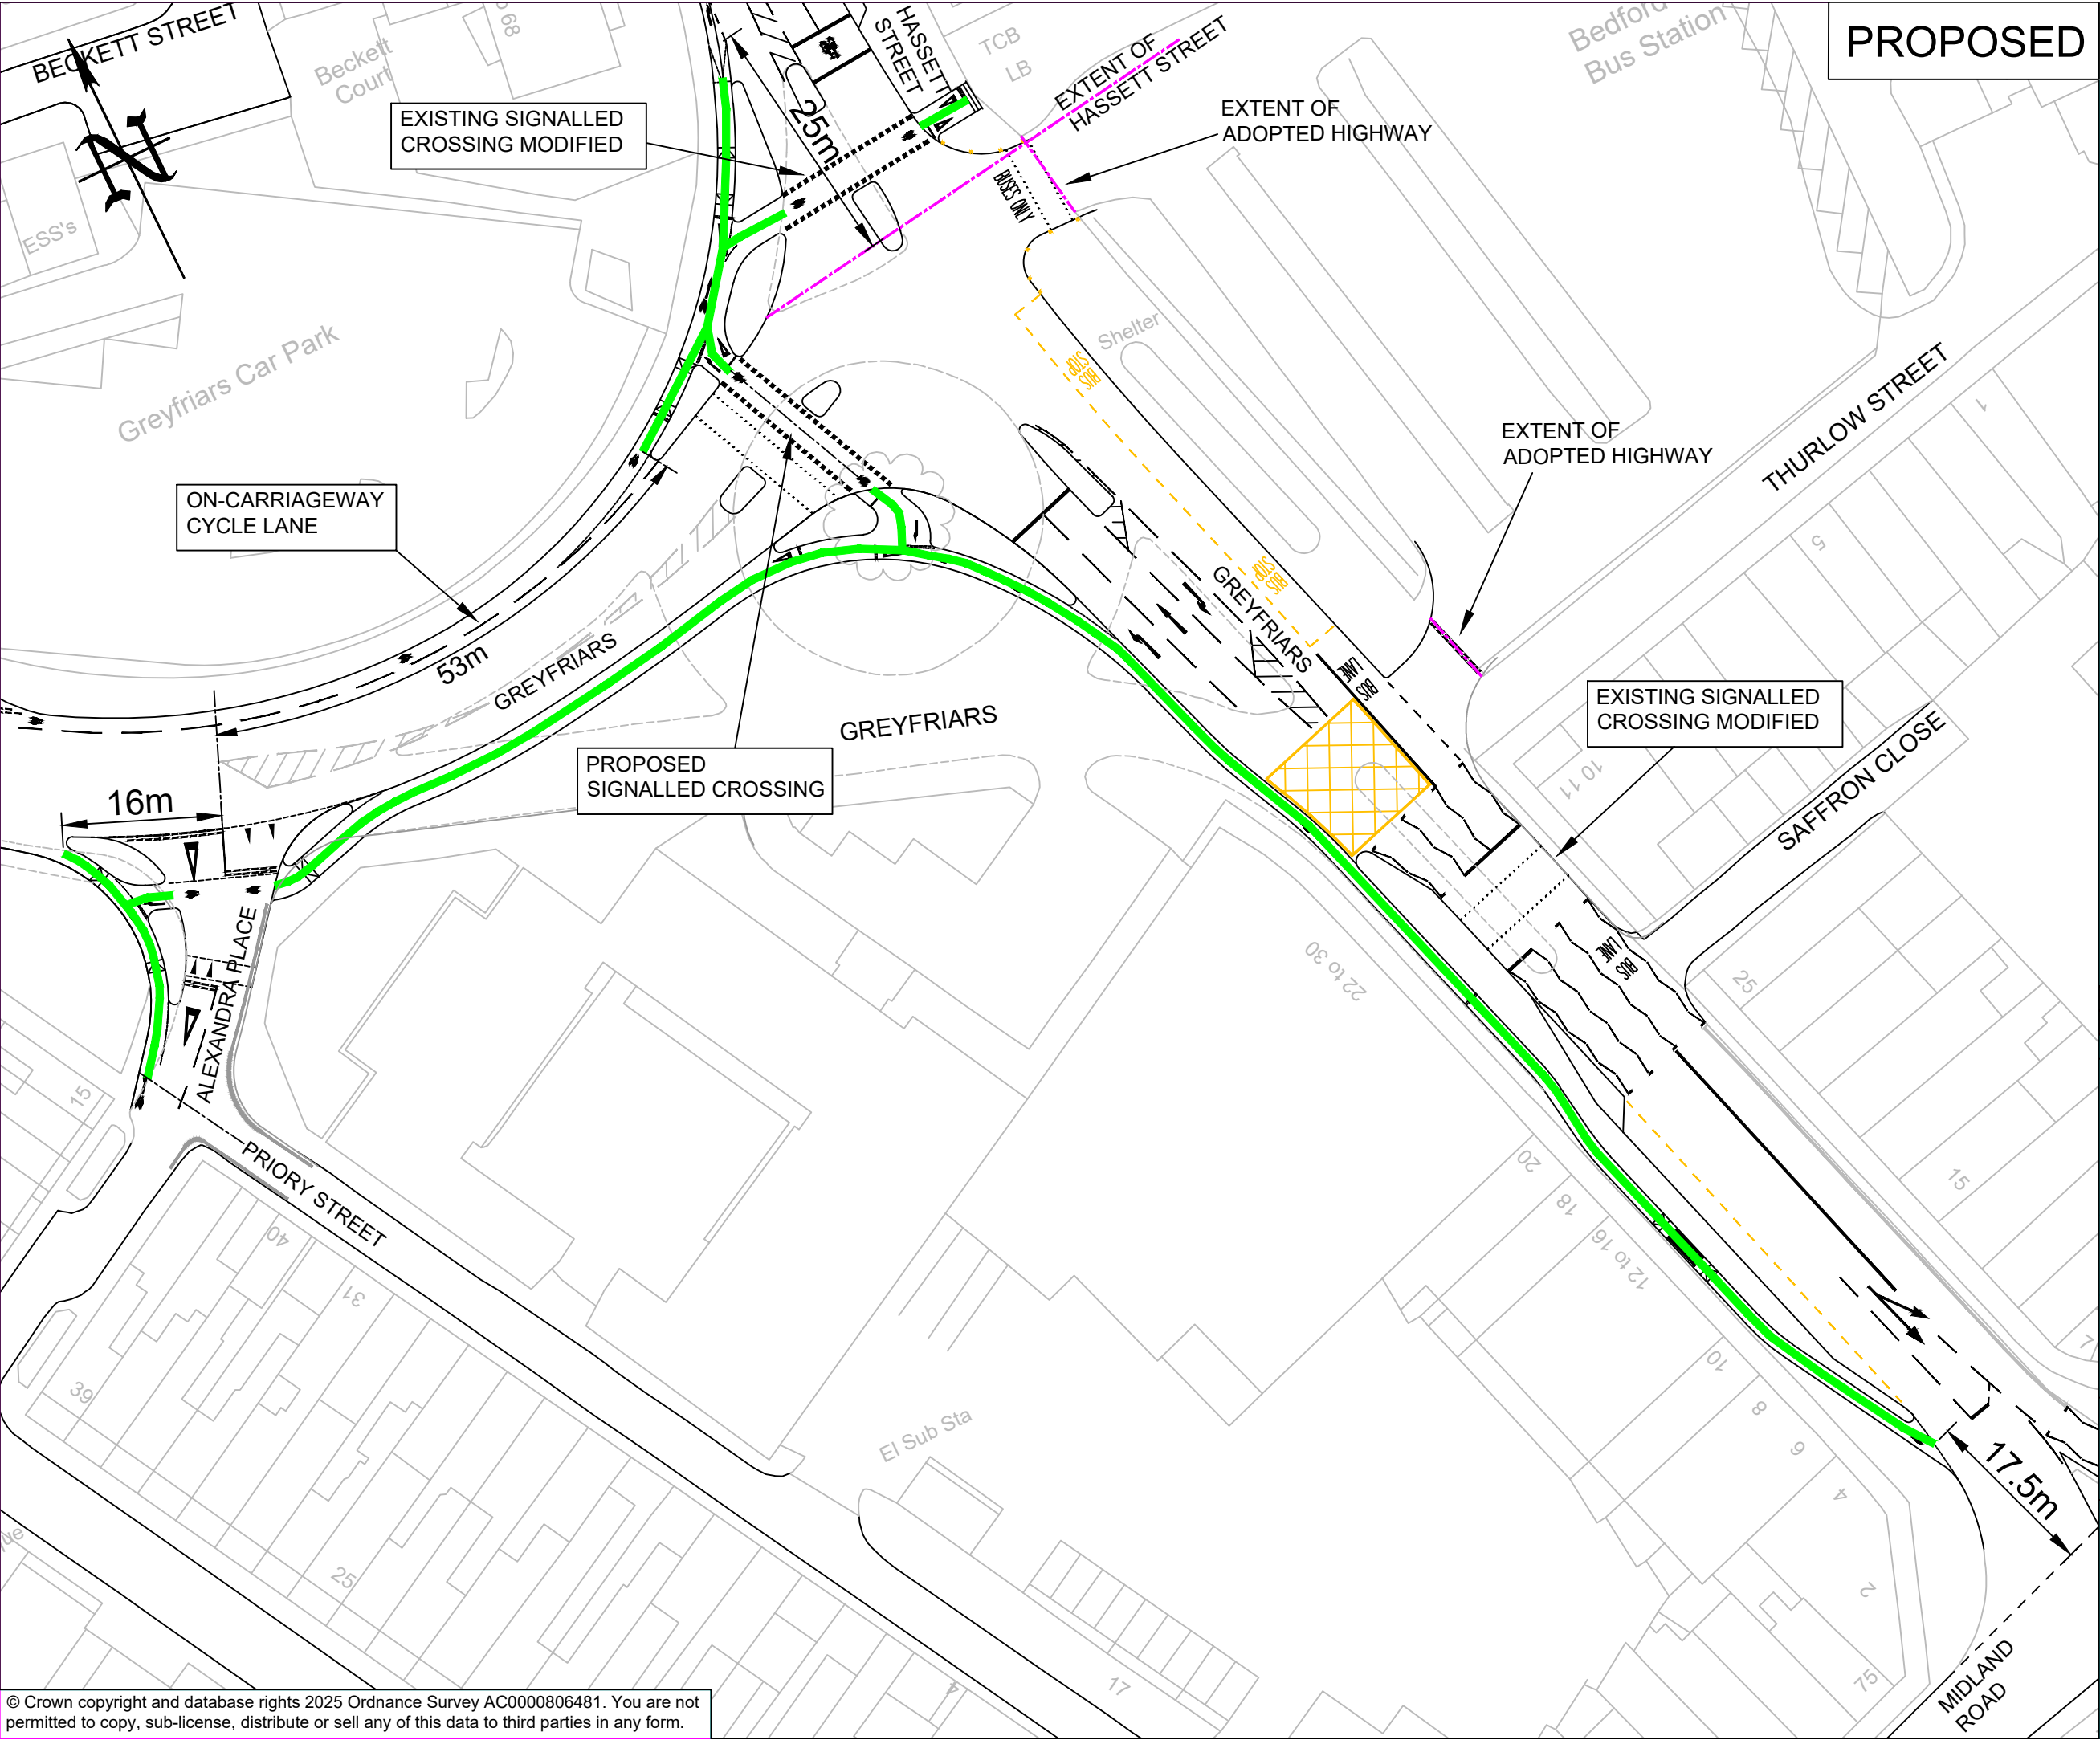 PROPOSED
BECKETT STREET
Beckett
Court
68
HASSETT
STREET
TCB
LB
EXTENT OF
HASSETT STREET
Bedford
Bus Station
EXISTING SIGNALLED
CROSSING MODIFIED
25m
EXTENT OF
ADOPTED HIGHWAY
N
BUSES ONLY
ESS's
Greyfriars Car Park
Shelter
BUS
STOP
THURLOW STREET
1
EXTENT OF
ADOPTED HIGHWAY
ON-CARRIAGEWAY
CYCLE LANE
5
BUS
STOP
GREYFRIARS
53m
GREYFRIARS
GREYFRIARS
BUS
LANE
EXISTING SIGNALLED
CROSSING MODIFIED
PROPOSED
SIGNALLED CROSSING
10 11
SAFFRON CLOSE
16m
ALEXANDRA PLACE
22 to 30
BUS
LANE
25
15
PRIORY STREET
20
18
12 to 16
15
40
31
39
10
8
6
4
2
7
El Sub Sta
17.5m
25
17
4
75
MIDLAND
ROAD
© Crown copyright and database rights 2025 Ordnance Survey AC0000806481. You are not
permitted to copy, sub-license, distribute or sell any of this data to third parties in any form.